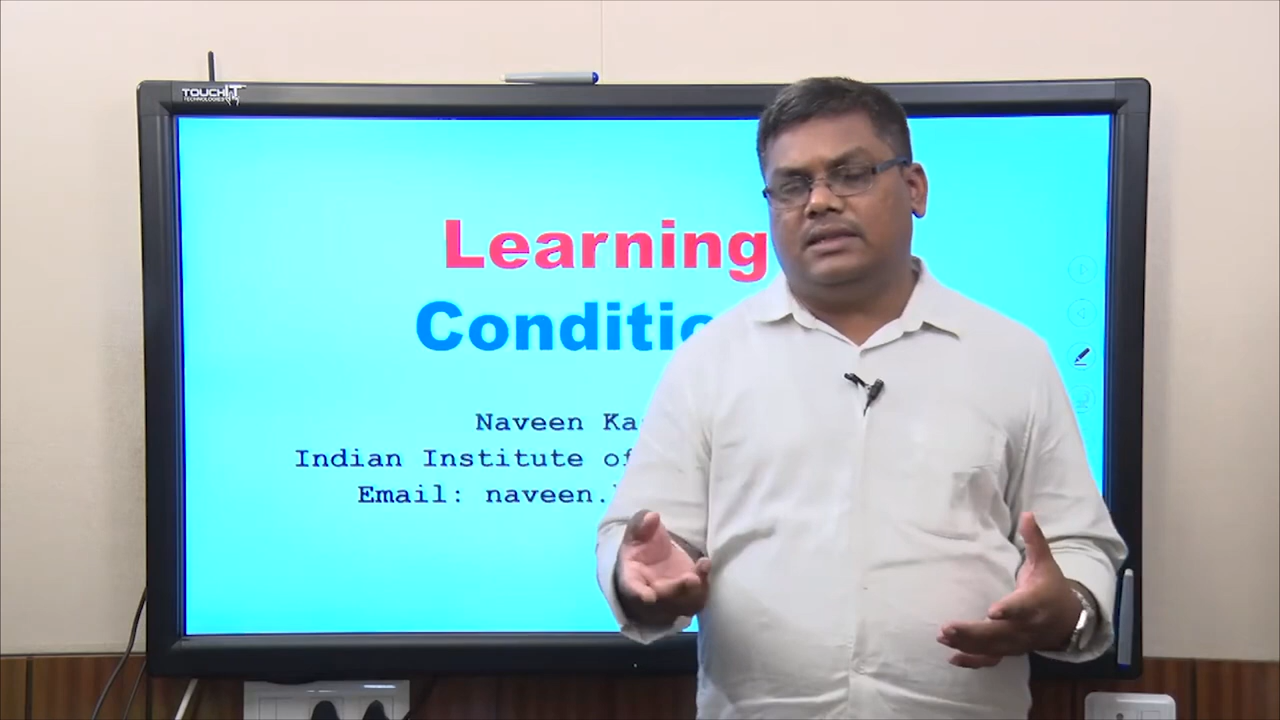 TOUCHIT
TECHNOLOGIES
Learning
Conditio
Naveen Ka
Indian Institute of
Email: naveen.